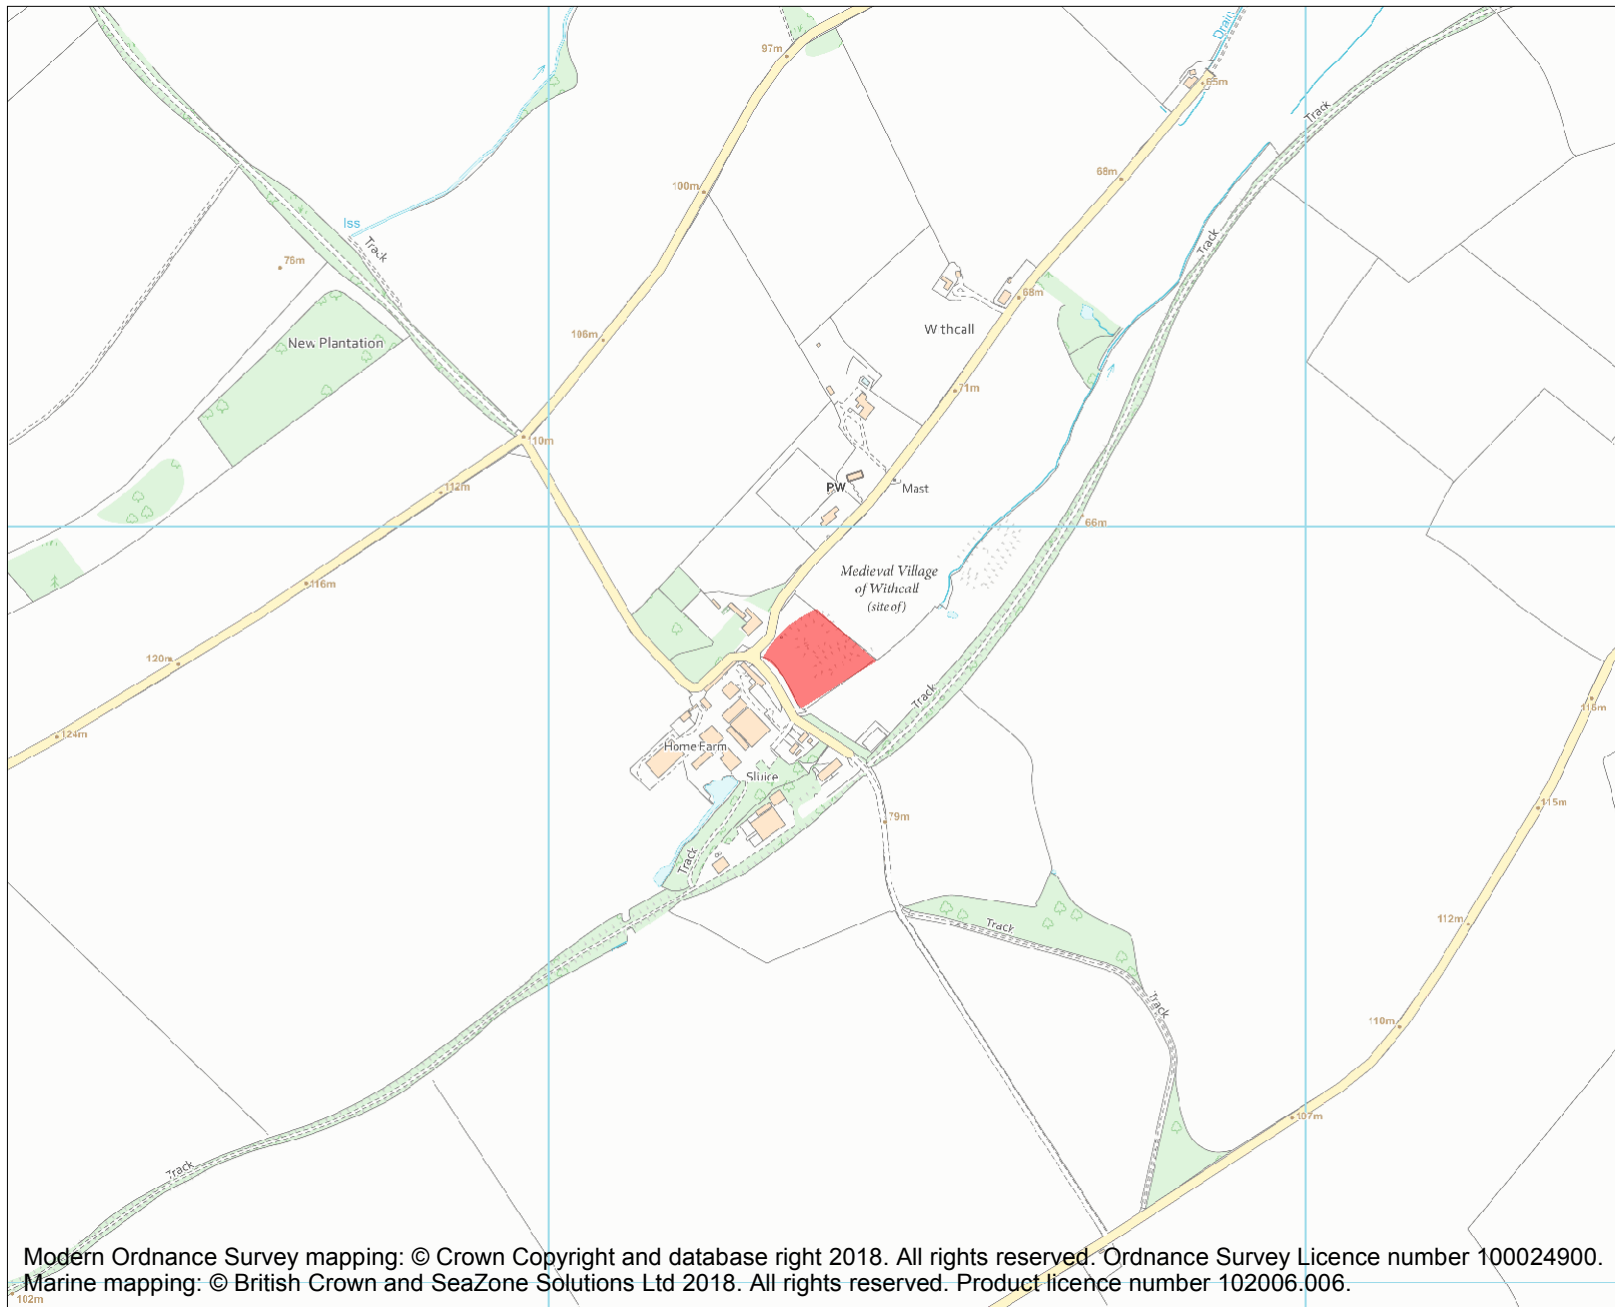 97m
Drain
65m
Track
100m
68m
Iss
Track
Track
75m
68m
New Plantation
106m
Withcall
71m
110m
112m
PW
Mast
66m
Medieval Village
of Withcall
(site of)
116m
120m
Track
116m
124m
Home Farm
Sluice
79m
115m
Track
112m
Track
Track
110m
107m
Track
Modern Ordnance Survey mapping: © Crown Copyright and database right 2018. All rights reserved. Ordnance Survey Licence number 100024900.
Marine mapping: © British Crown and SeaZone Solutions Ltd 2018. All rights reserved. Product licence number 102006.006.
102m